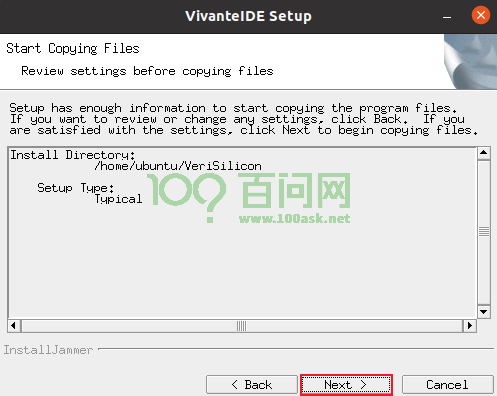 VivanteIDE Setup
Start Copying Files
Review settings before copying files
Setup has enough information to start copying the program files.
If you want to review or change any settings, click Back. If you
are satisfied with the settings, click Next to begin copying files.
Install Directory:
/home/ubuntu/VeriSilicon
Setup Type:
Typical
100 百问网
www.100ask.net
InstallJammer
< Back
Next >
Cancel